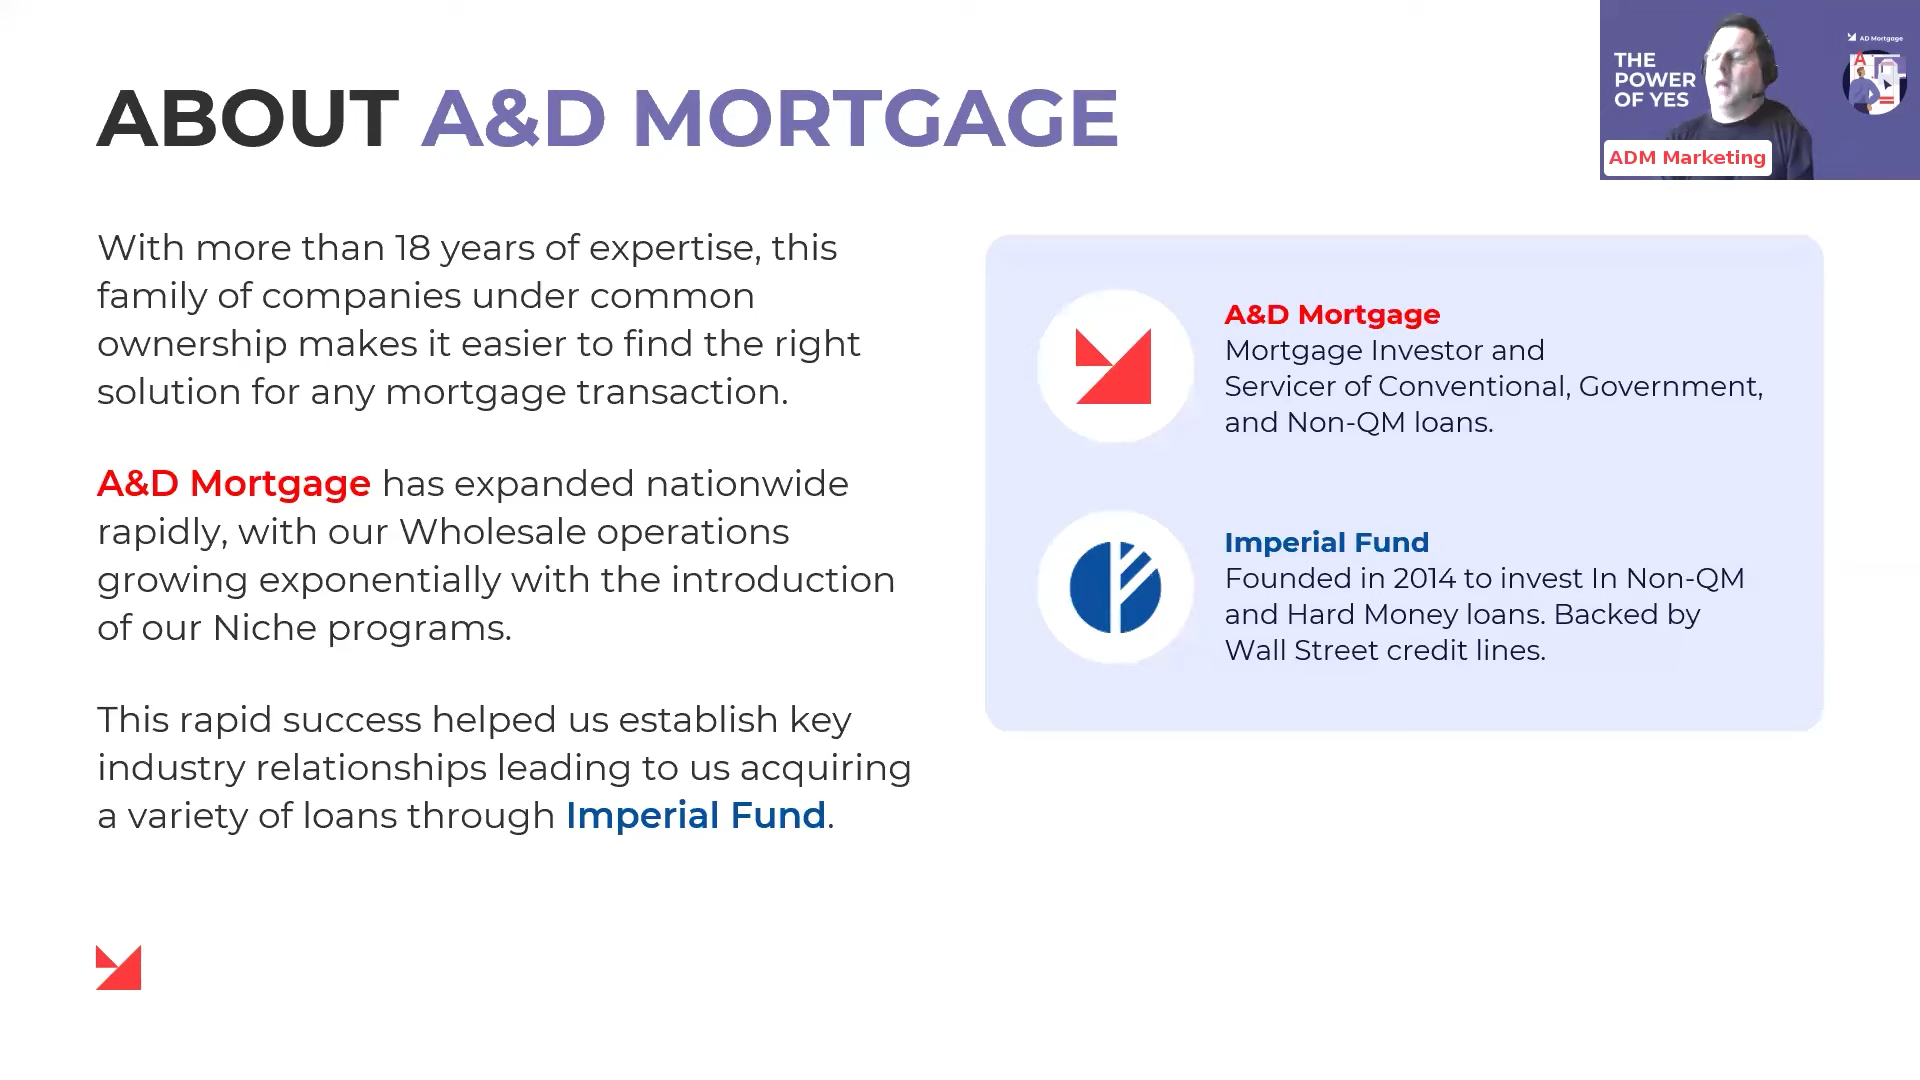 ABOUT A&D MORTGAGE
THE
POWER
OF YES
AD Mortgage
ADM Marketing
With more than 18 years of expertise, this
family of companies under common
ownership makes it easier to find the right
solution for any mortgage transaction.
A&D Mortgage has expanded nationwide
rapidly, with our Wholesale operations
growing exponentially with the introduction
of our Niche programs.
This rapid success helped us establish key
industry relationships leading to us acquiring
a variety of loans through Imperial Fund.
A&D Mortgage
Mortgage Investor and
Servicer of Conventional, Government,
and Non-QM loans.
Imperial Fund
Founded in 2014 to invest In Non-QM
and Hard Money loans. Backed by
Wall Street credit lines.